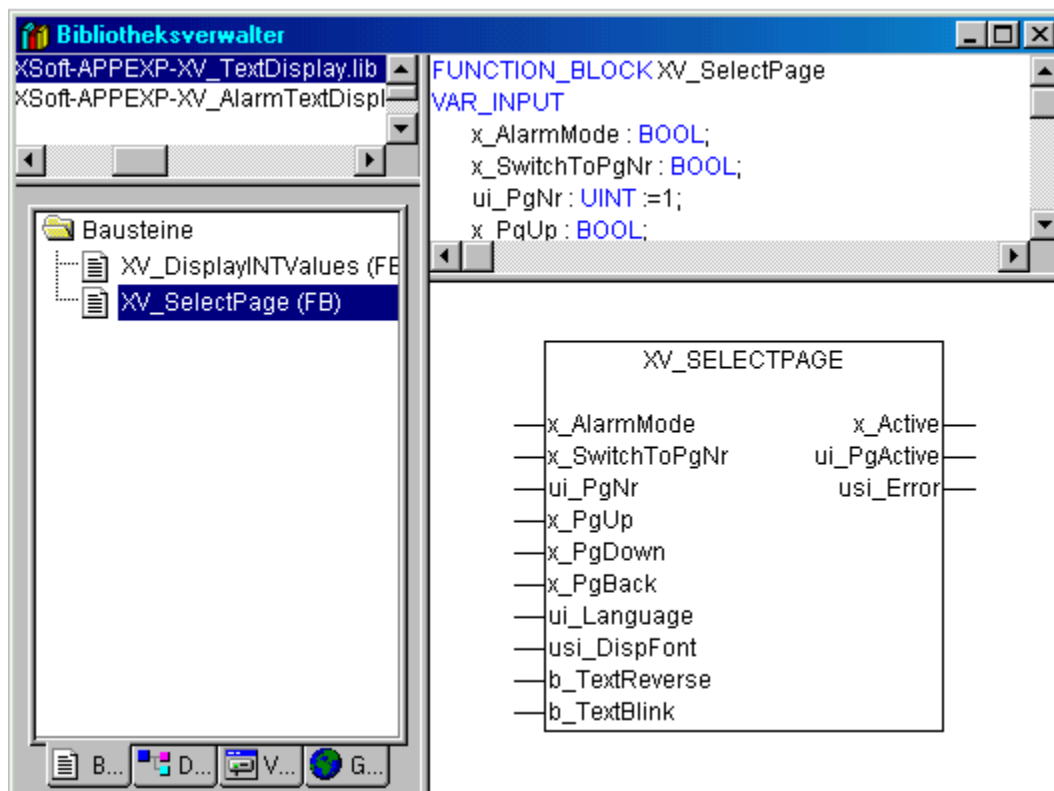 Bibliotheksverwalter
XSoft-APPEXP-XV_TextDisplay.lib
XSoft-APPEXP-XV_AlarmTextDispl
FUNCTION_BLOCK XV_SelectPage
VAR_INPUT
x_AlarmMode : BOOL;
x_SwitchToPgNr : BOOL;
ui_PgNr : UINT :=1;
x_PgUp : BOOL;
Bausteine
XV_DisplayINTValues (FE
XV_SelectPage (FB)
B...
D...
V...
G...
XV_SELECTPAGE
x_AlarmMode x_Active
x_SwitchToPgNr ui_PgActive
ui_PgNr usi_Error
x_PgUp
x_PgDown
x_PgBack
ui_Language
usi_DispFont
b_TextReverse
b_TextBlink